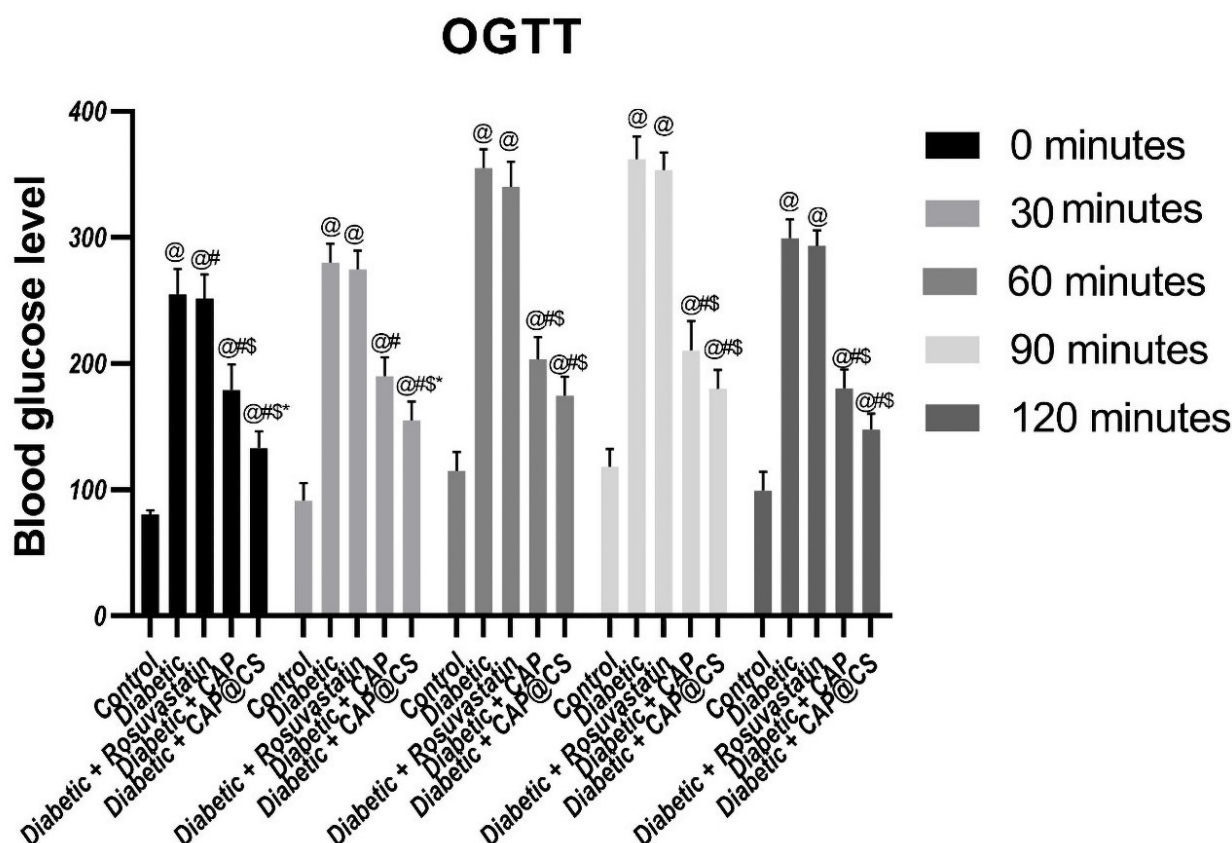 OGTT
Blood glucose level
400
300
200
100
0
@
@#
@#$
@#$*
@
@
@#
@#$*
@
@
@#$
@#$
@
@
@#$
@#$
@
@
@#$
@#$
Control
Diabetic
Diabetic + Rosuvastatin
Diabetic + CAP
Diabetic + CAP@CS
Control
Diabetic
Diabetic + Rosuvastatin
Diabetic + CAP
Diabetic + CAP@CS
Control
Diabetic
Diabetic + Rosuvastatin
Diabetic + CAP
Diabetic + CAP@CS
Control
Diabetic
Diabetic + Rosuvastatin
Diabetic + CAP
Diabetic + CAP@CS
Control
Diabetic
Diabetic + Rosuvastatin
Diabetic + CAP
Diabetic + CAP@CS
0 minutes
30 minutes
60 minutes
90 minutes
120 minutes